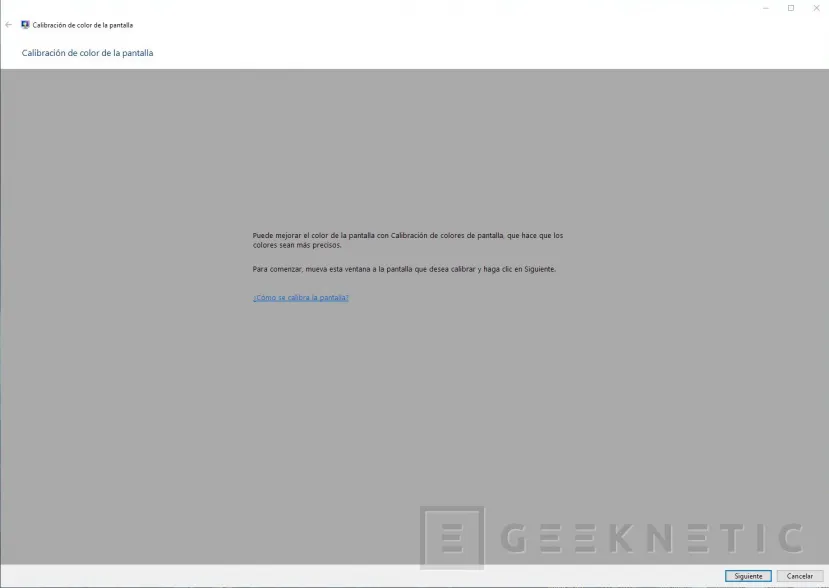 Calibración de color de la pantalla
Calibración de color de la pantalla
Puede mejorar el color de la pantalla con Calibración de colores de pantalla, que hace que los
colores sean más precisos.
Para comenzar, mueva esta ventana a la pantalla que desea calibrar y haga clic en Siguiente.
¿Cómo se calibra la pantalla?
GEEKNETIC
Siguiente Cancelar